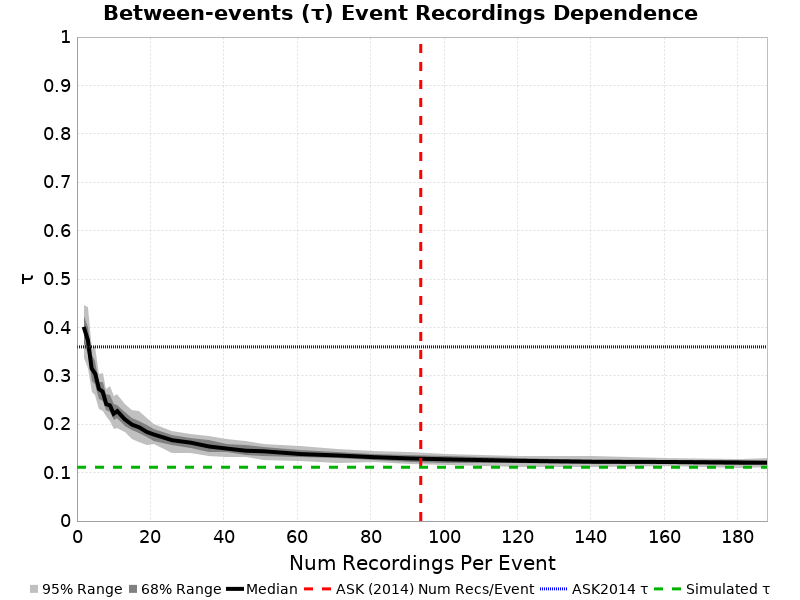 Between-events (τ) Event Recordings Dependence
1
0.9
0.8
0.7
0.6
0.5
0.4
0.3
0.2
0.1
0
τ
0 20 40 60 80 100 120 140 160 180
Num Recordings Per Event
95% Range 68% Range Median ASK (2014) Num Recs/Event ASK2014 τ Simulated τ